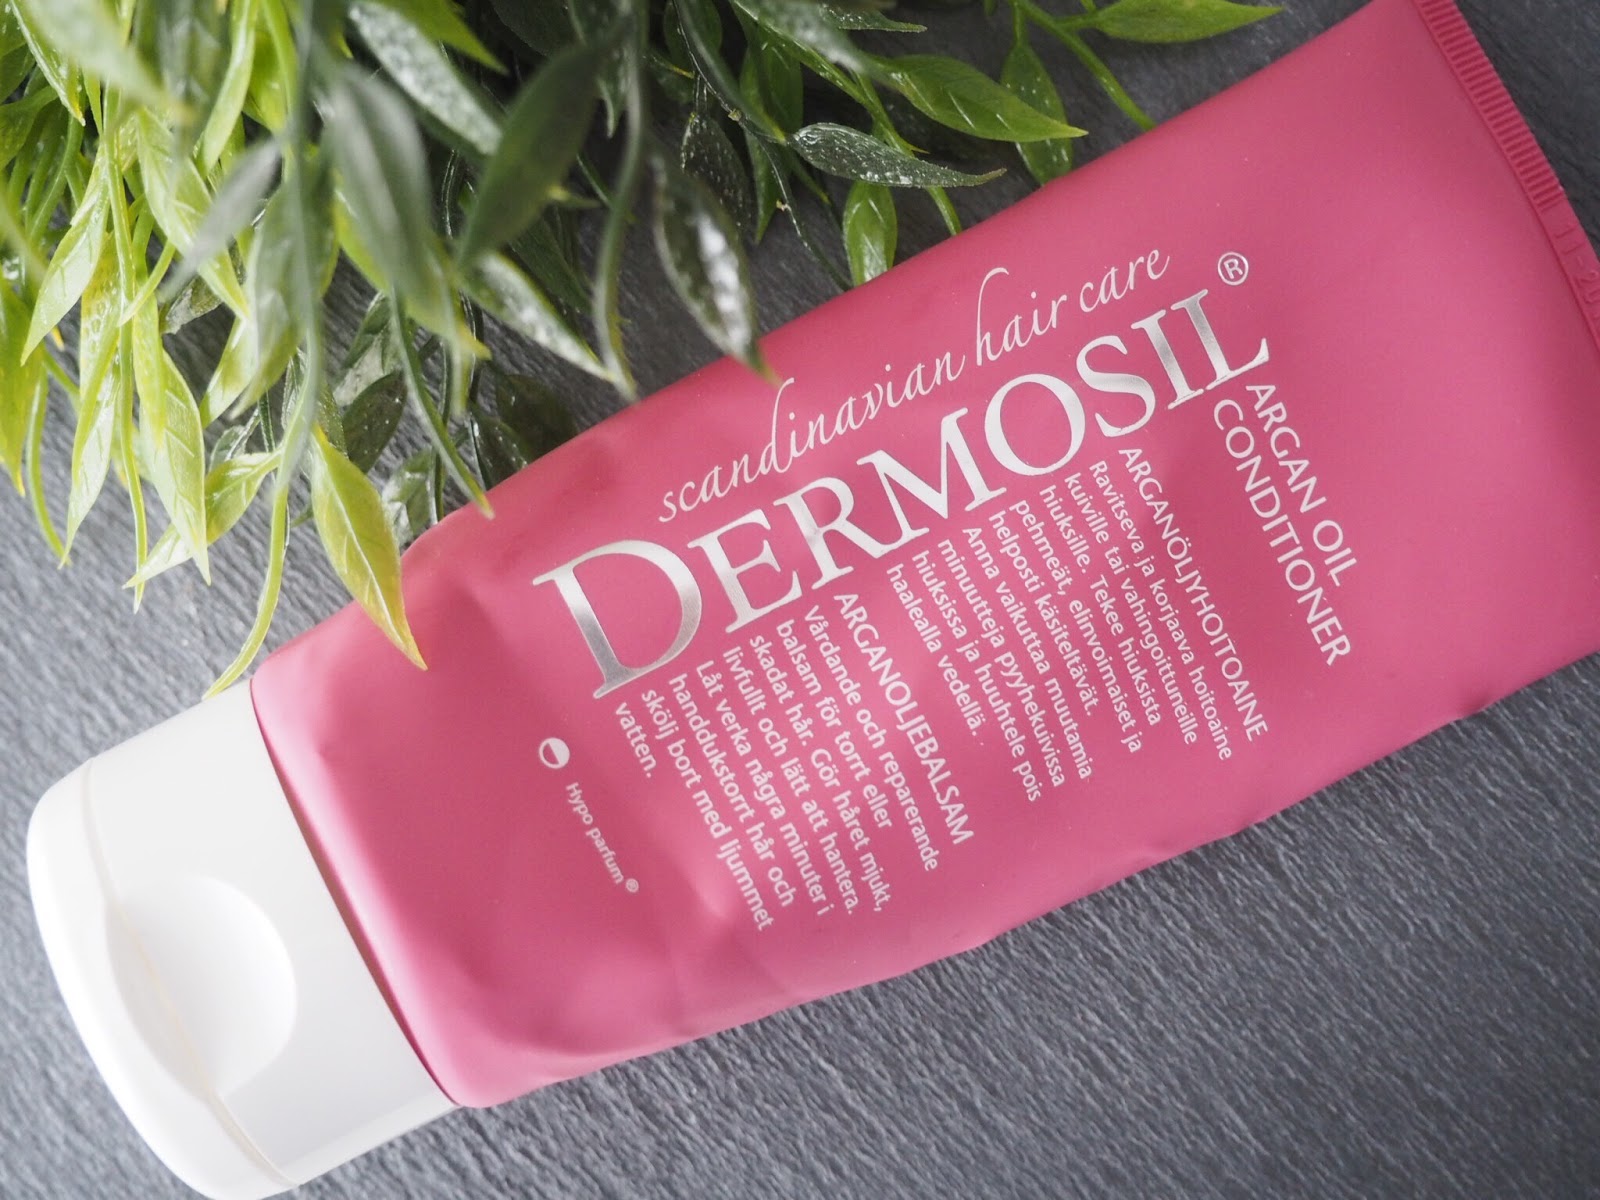 scandinavian hair care
DERMOSIL®
ARGAN OIL
CONDITIONER
ARGANÖLJYHOITOAINE
Ravitseva ja korjaava hoitoaine
kuiville tai vahingoittuneille
hiuksille. Tekee hiuksista
pehmeät, elinvoimaiset ja
helposti käsiteltävät.
Anna vaikuttaa muutamia
minuutteja pyyhekuivissa
hiuksissa ja huuhtele pois
haalealla vedellä.
ARGANOLJEBALSAM
Vårdande och reparerande
balsam för torrt eller
skadat hår. Gör håret mjukt,
livfullt och lätt att hantera.
Låt verka några minuter i
handdukstorrt hår och
skölj bort med ljummet
vatten.
Hypo parfum®